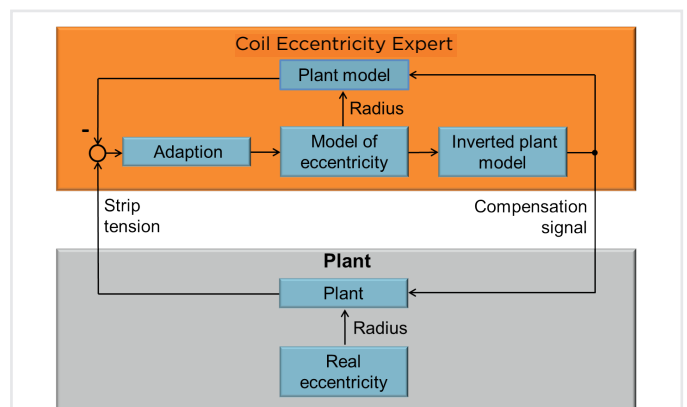 Coil Eccentricity Expert
Plant model
Radius
-
Adaption
Model of
eccentricity
Inverted plant
model
Strip
tension
Compensation
signal
Plant
Plant
Radius
Real
eccentricity